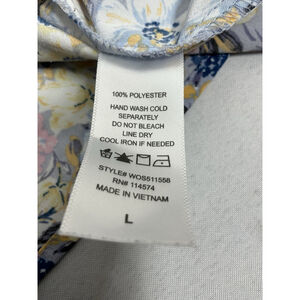 100% POLYESTER
HAND WASH COLD
SEPARATELY
DO NOT BLEACH
LINE DRY
COOL IRON IF NEEDED
STYLE# WOS511558
RN# 114574
MADE IN VIETNAM
L